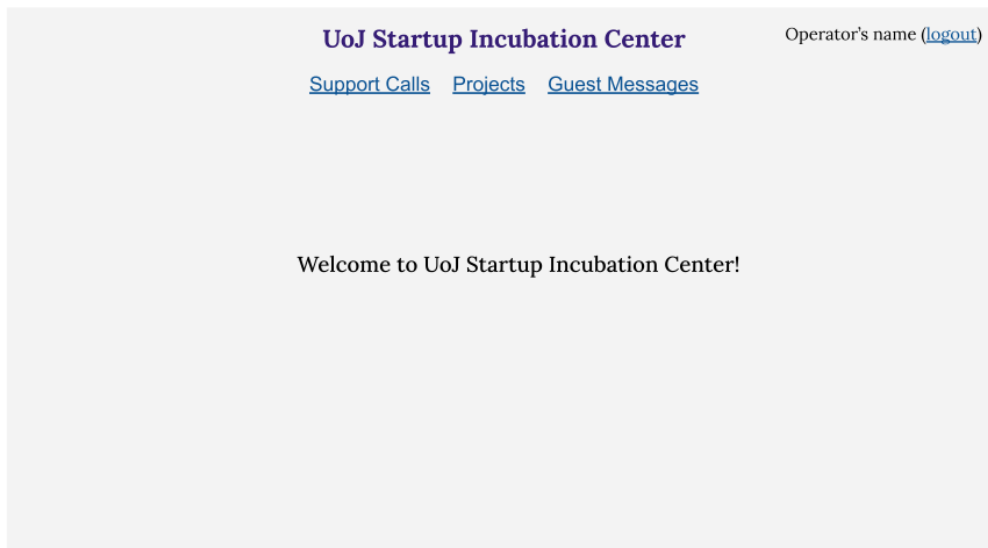 UoJ Startup Incubation Center
Operator’s name (logout)
Support Calls Projects Guest Messages
Welcome to UoJ Startup Incubation Center!